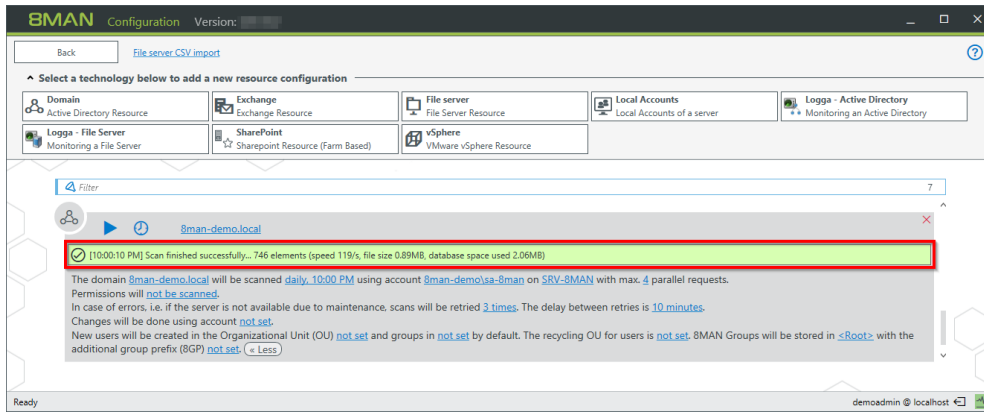 8MAN Configuration Version:
Back File server CSV import
Select a technology below to add a new resource configuration
Domain
Active Directory Resource
Exchange
Exchange Resource
File server
File Server Resource
Local Accounts
Local Accounts of a server
Logga - Active Directory
Monitoring an Active Directory
Logga - File Server
Monitoring a File Server
SharePoint
Sharepoint Resource (Farm Based)
vSphere
VMware vSphere Resource
Filter 7
8man-demo.local
[10:00:10 PM] Scan finished successfully... 746 elements (speed 119/s, file size 0.89MB, database space used 2.06MB)
The domain 8man-demo.local will be scanned daily, 10:00 PM using account 8man-demo\sa-8man on SRV-8MAN with max. 4 parallel requests.
Permissions will not be scanned.
In case of errors, i.e. if the server is not available due to maintenance, scans will be retried 3 times. The delay between retries is 10 minutes.
Changes will be done using account not set.
New users will be created in the Organizational Unit (OU) not set and groups in not set by default. The recycling OU for users is not set. 8MAN Groups will be stored in <Root> with the
additional group prefix (8GP) not set. « Less
Ready demoadmin @ localhost